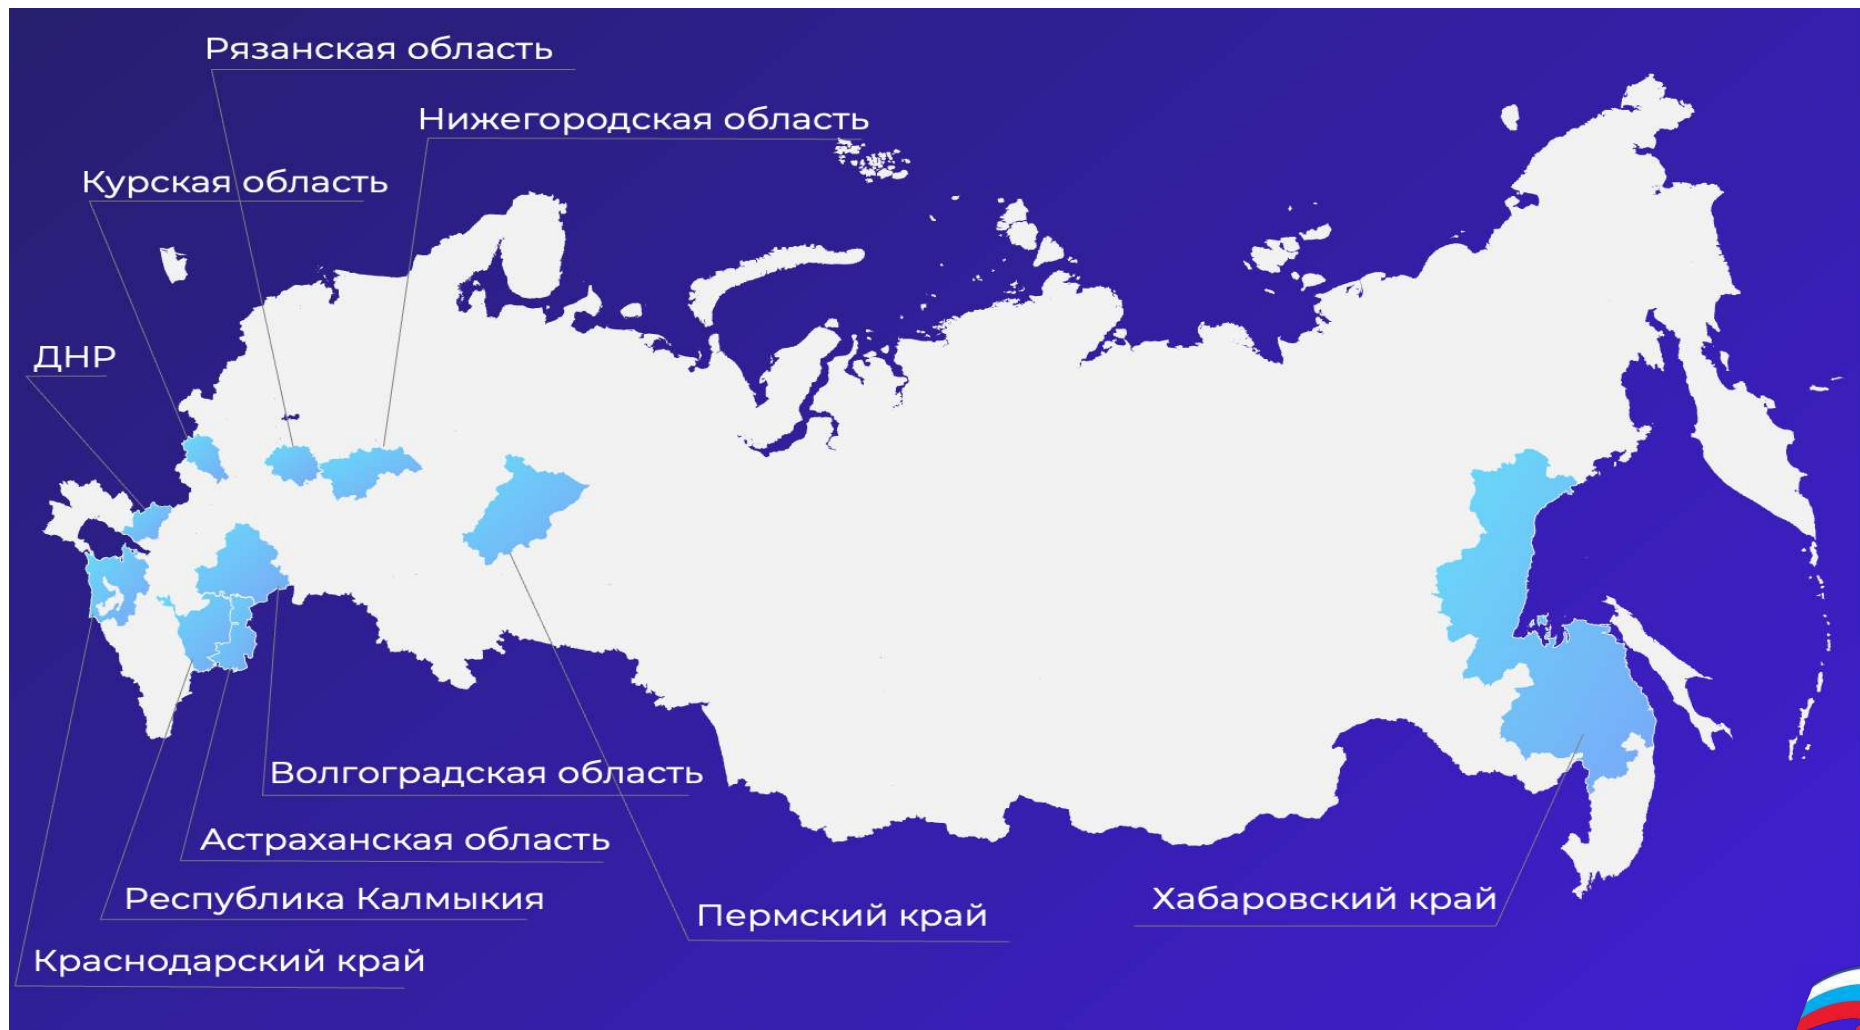 Рязанская область
Нижегородская область
Курская область
ДНР
Волгоградская область
Астраханская область
Республика Калмыкия
Пермский край
Хабаровский край
Краснодарский край